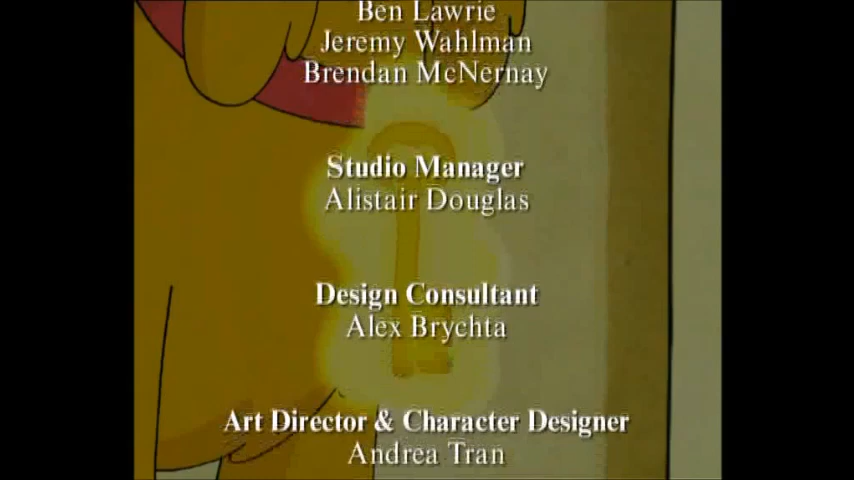 Ben Lawrie
Jeremy Wahlman
Brendan McNernay
Studio Manager
Alistair Douglas
Design Consultant
Alex Brychta
Art Director & Character Designer
Andrea Tran